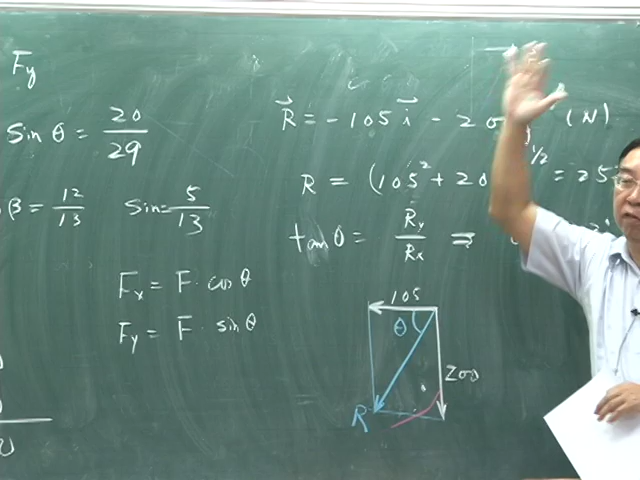 Fy
Sin θ = 20/29
β = 12/13  Sin = 5/13
Fx = F · cos θ
Fy = F · sin θ
R⃗ = -105 i⃗ - 20 (N)
R = (105² + 20 )^1/2 = 25
tan θ = Ry/Rx =
105
θ
200
R